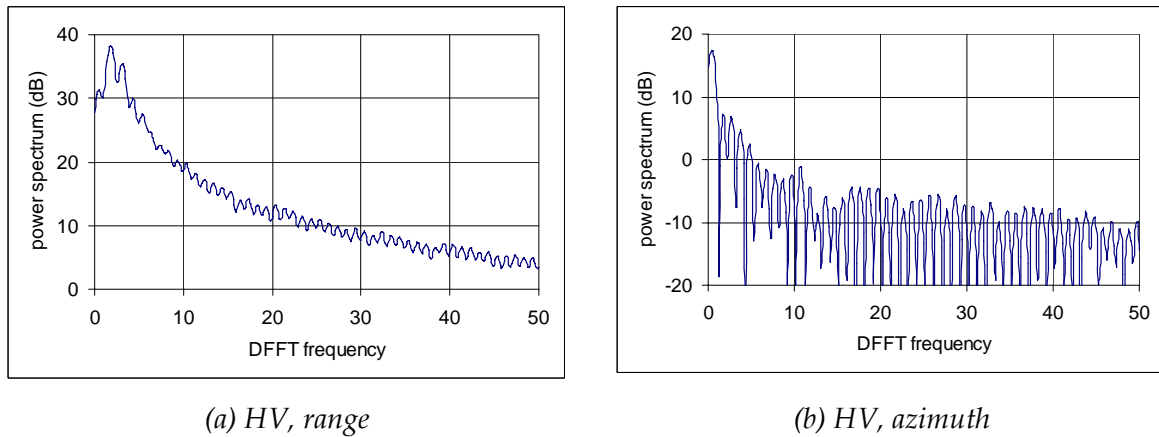 40
30
20
10
0
power spectrum (dB)
0 10 20 30 40 50
DFFT frequency
(a) HV, range
20
10
0
-10
-20
power spectrum (dB)
0 10 20 30 40 50
DFFT frequency
(b) HV, azimuth